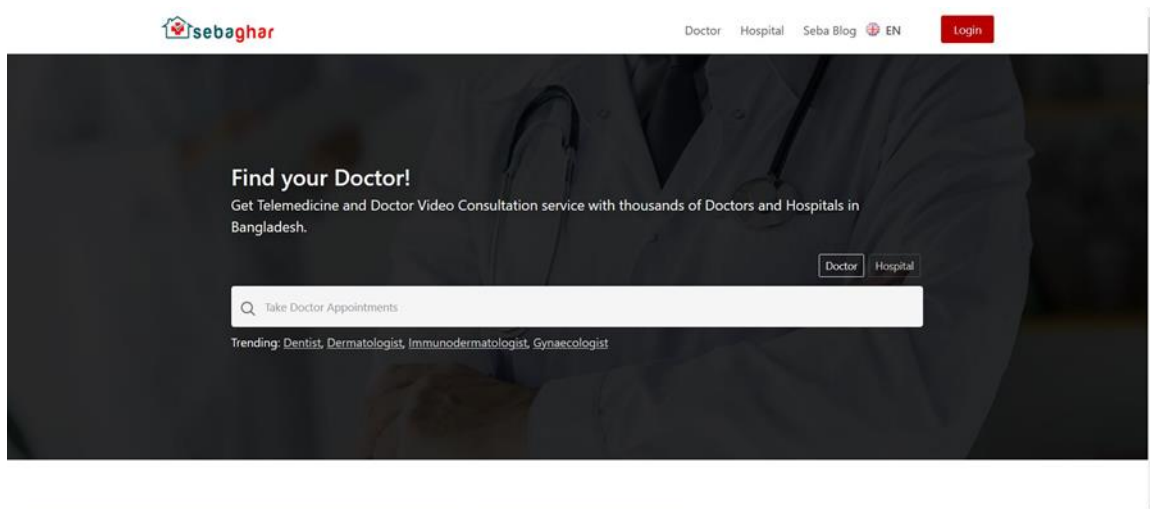 sebaghar
Doctor Hospital Seba Blog EN Login
Find your Doctor!
Get Telemedicine and Doctor Video Consultation service with thousands of Doctors and Hospitals in
Bangladesh.
Doctor Hospital
Take Doctor Appointments
Trending: Dentist, Dermatologist, Immunodermatologist, Gynaecologist